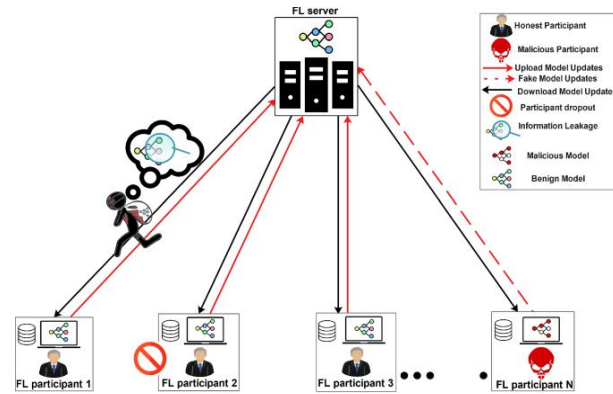 FL server
Honest Participant
Malicious Participant
Upload Model Updates
Fake Model Updates
Download Model Update
Participant dropout
Information Leakage
Malicious Model
Benign Model
FL participant 1
FL participant 2
FL participant 3
FL participant N